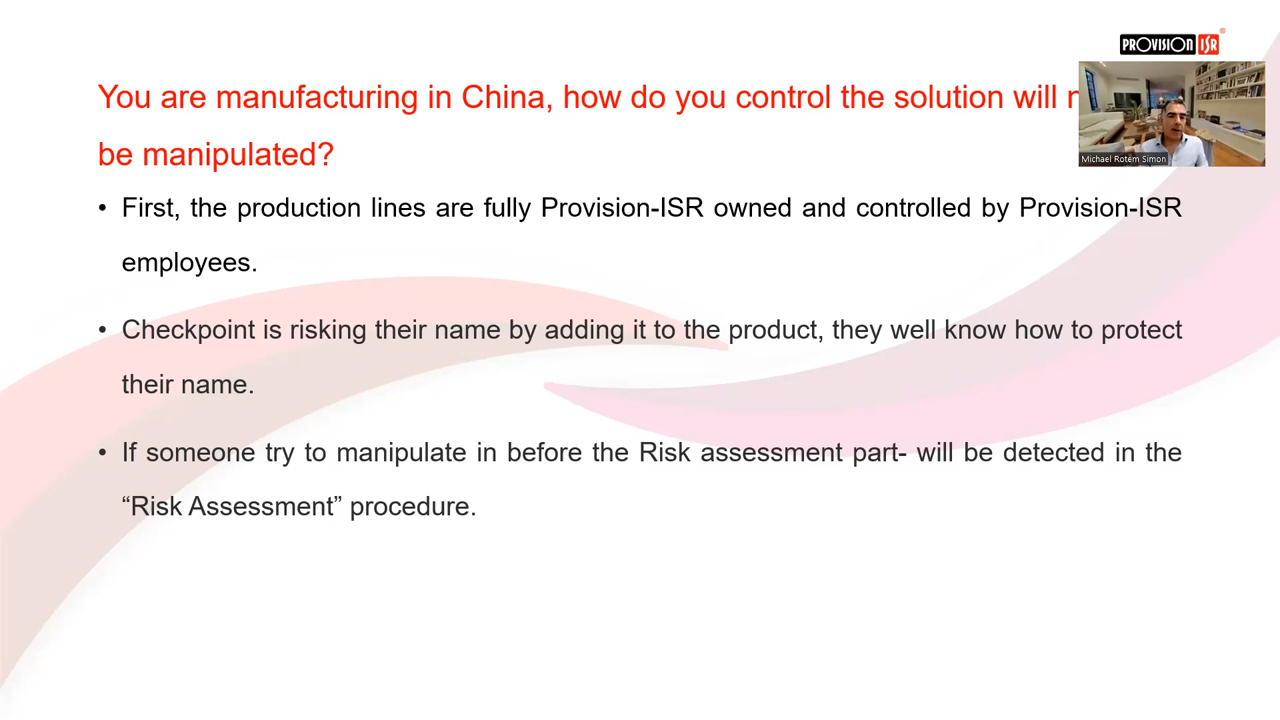 PROVISION ISR
You are manufacturing in China, how do you control the solution will
be manipulated?
Michael Rotem Simon
• First, the production lines are fully Provision-ISR owned and controlled by Provision-ISR
employees.
• Checkpoint is risking their name by adding it to the product, they well know how to protect
their name.
• If someone try to manipulate in before the Risk assessment part- will be detected in the
“Risk Assessment” procedure.